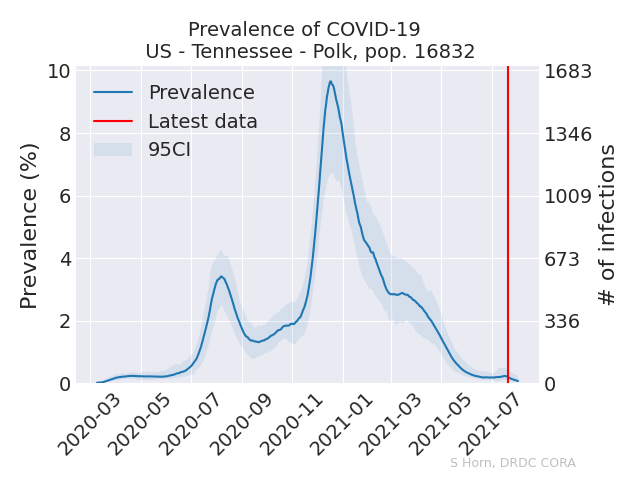 Prevalence of COVID-19
US - Tennessee - Polk, pop. 16832
Prevalence
Latest data
95CI
Prevalence (%)
10
8
6
4
2
0
# of infections
1683
1346
1009
673
336
0
2020-03
2020-05
2020-07
2020-09
2020-11
2021-01
2021-03
2021-05
2021-07
S Horn, DRDC CORA